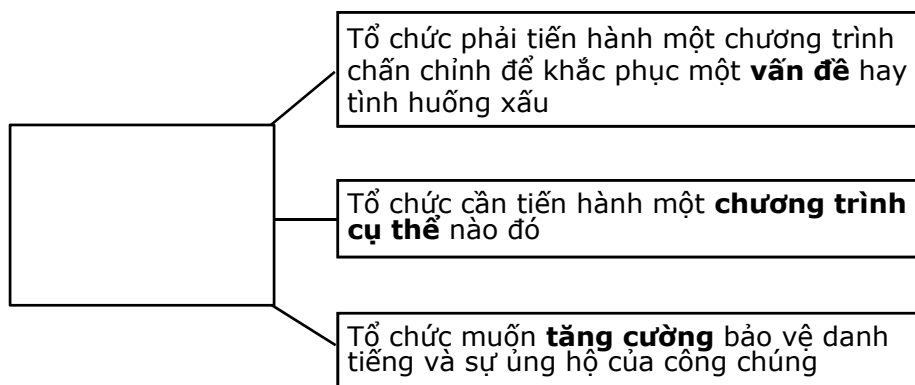 Tổ chức phải tiến hành một chương trình
chấn chỉnh để khắc phục một vấn đề hay
tình huống xấu
Tổ chức cần tiến hành một chương trình
cụ thể nào đó
Tổ chức muốn tăng cường bảo vệ danh
tiếng và sự ủng hộ của công chúng